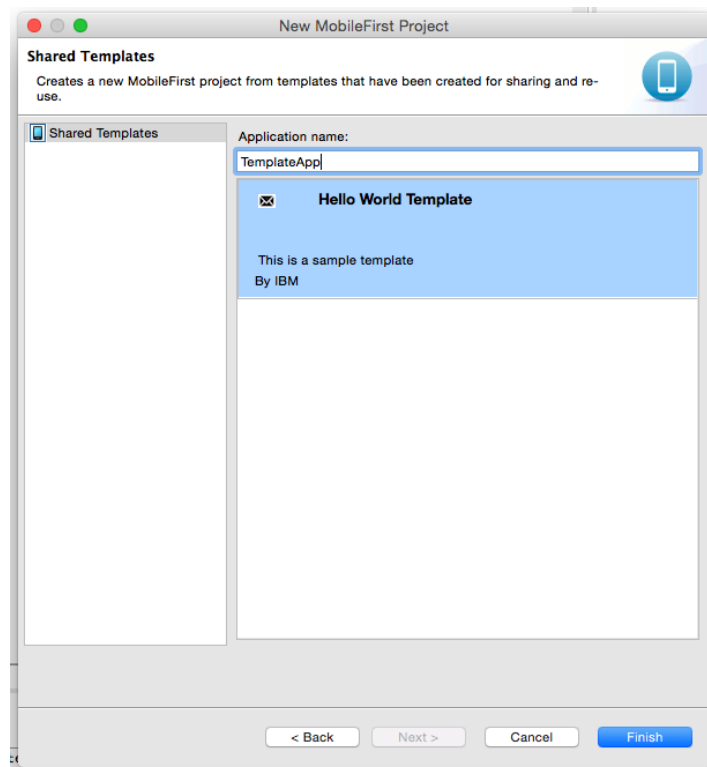 New MobileFirst Project
Shared Templates
Creates a new MobileFirst project from templates that have been created for sharing and re-
use.
Shared Templates
Application name:
TemplateApp
Hello World Template
This is a sample template
By IBM
< Back
Next >
Cancel
Finish